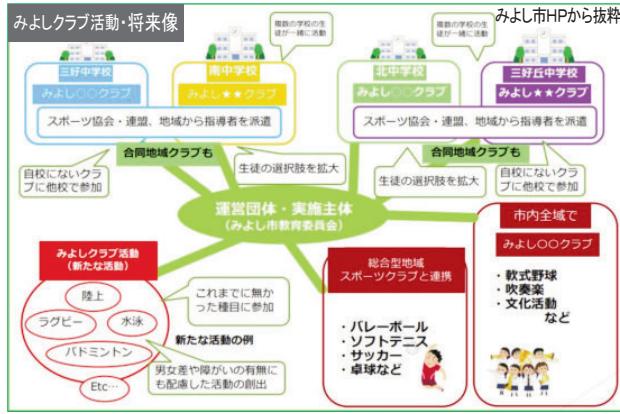 みよしクラブ活動・将来像
みよし市HPから抜粋
複数の学校の生
徒が一緒に活動
複数の学校の生
徒が一緒に活動
三好中学校
南中学校
北中学校
三好丘中学校
みよし〇〇クラブ
みよし★★クラブ
みよし〇〇クラブ
みよし★★クラブ
スポーツ協会・連盟、地域から指導者を派遣
スポーツ協会・連盟、地域から指導者を派遣
合同地域クラブも
合同地域クラブも
自校にないクラ
ブに他校で参加
生徒の選択肢を拡大
生徒の選択肢を拡大
自校にないクラ
ブに他校で参加
運営団体・実施主体
（みよし市教育委員会）
みよしクラブ活動
（新たな活動）
陸上
ラグビー
水泳
バドミントン
Etc…
これまでに無か
った種目に参加
新たな活動の例
男女差や障がいの有無に
も配慮した活動の創出
総合型地域
スポーツクラブと連携
・バレーボール
・ソフトテニス
・サッカー
・卓球など
市内全域で
みよし〇〇クラブ
・軟式野球
・吹奏楽
・文化活動
など